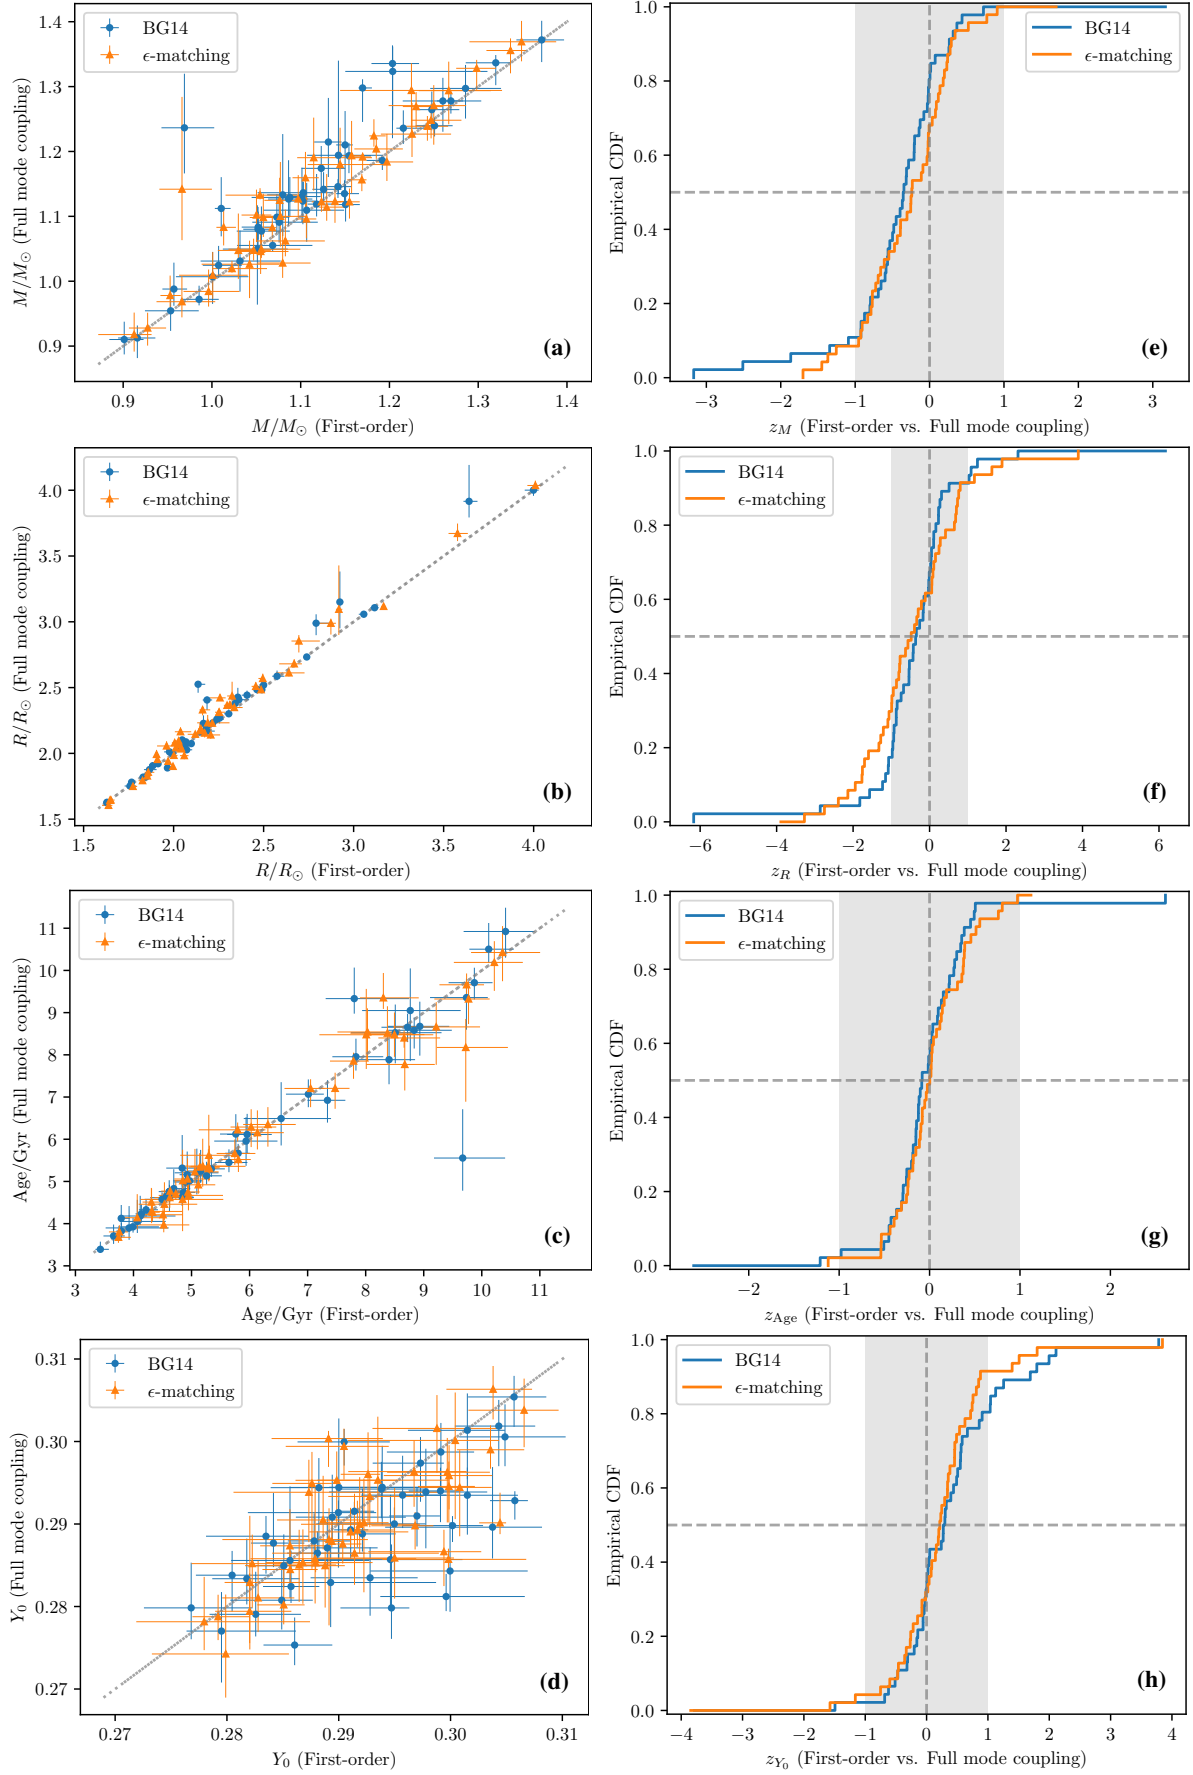 BG14
ϵ-matching
(a)
1.4
1.3
1.2
1.1
1.0
0.9
M/M⊙ (Full mode coupling)
0.9 1.0 1.1 1.2 1.3 1.4
M/M⊙ (First-order)
BG14
ϵ-matching
(e)
1.0
0.8
0.6
0.4
0.2
0.0
Empirical CDF
−3 −2 −1 0 1 2 3
z_M (First-order vs. Full mode coupling)
BG14
ϵ-matching
(b)
4.0
3.5
3.0
2.5
2.0
1.5
R/R⊙ (Full mode coupling)
1.5 2.0 2.5 3.0 3.5 4.0
R/R⊙ (First-order)
BG14
ϵ-matching
(f)
1.0
0.8
0.6
0.4
0.2
0.0
Empirical CDF
−6 −4 −2 0 2 4 6
z_R (First-order vs. Full mode coupling)
BG14
ϵ-matching
(c)
11
10
9
8
7
6
5
4
3
Age/Gyr (Full mode coupling)
3 4 5 6 7 8 9 10 11
Age/Gyr (First-order)
BG14
ϵ-matching
(g)
1.0
0.8
0.6
0.4
0.2
0.0
Empirical CDF
−2 −1 0 1 2
z_Age (First-order vs. Full mode coupling)
BG14
ϵ-matching
(d)
0.31
0.30
0.29
0.28
0.27
Y₀ (Full mode coupling)
0.27 0.28 0.29 0.30 0.31
Y₀ (First-order)
BG14
ϵ-matching
(h)
1.0
0.8
0.6
0.4
0.2
0.0
Empirical CDF
−4 −3 −2 −1 0 1 2 3 4
z_Y₀ (First-order vs. Full mode coupling)